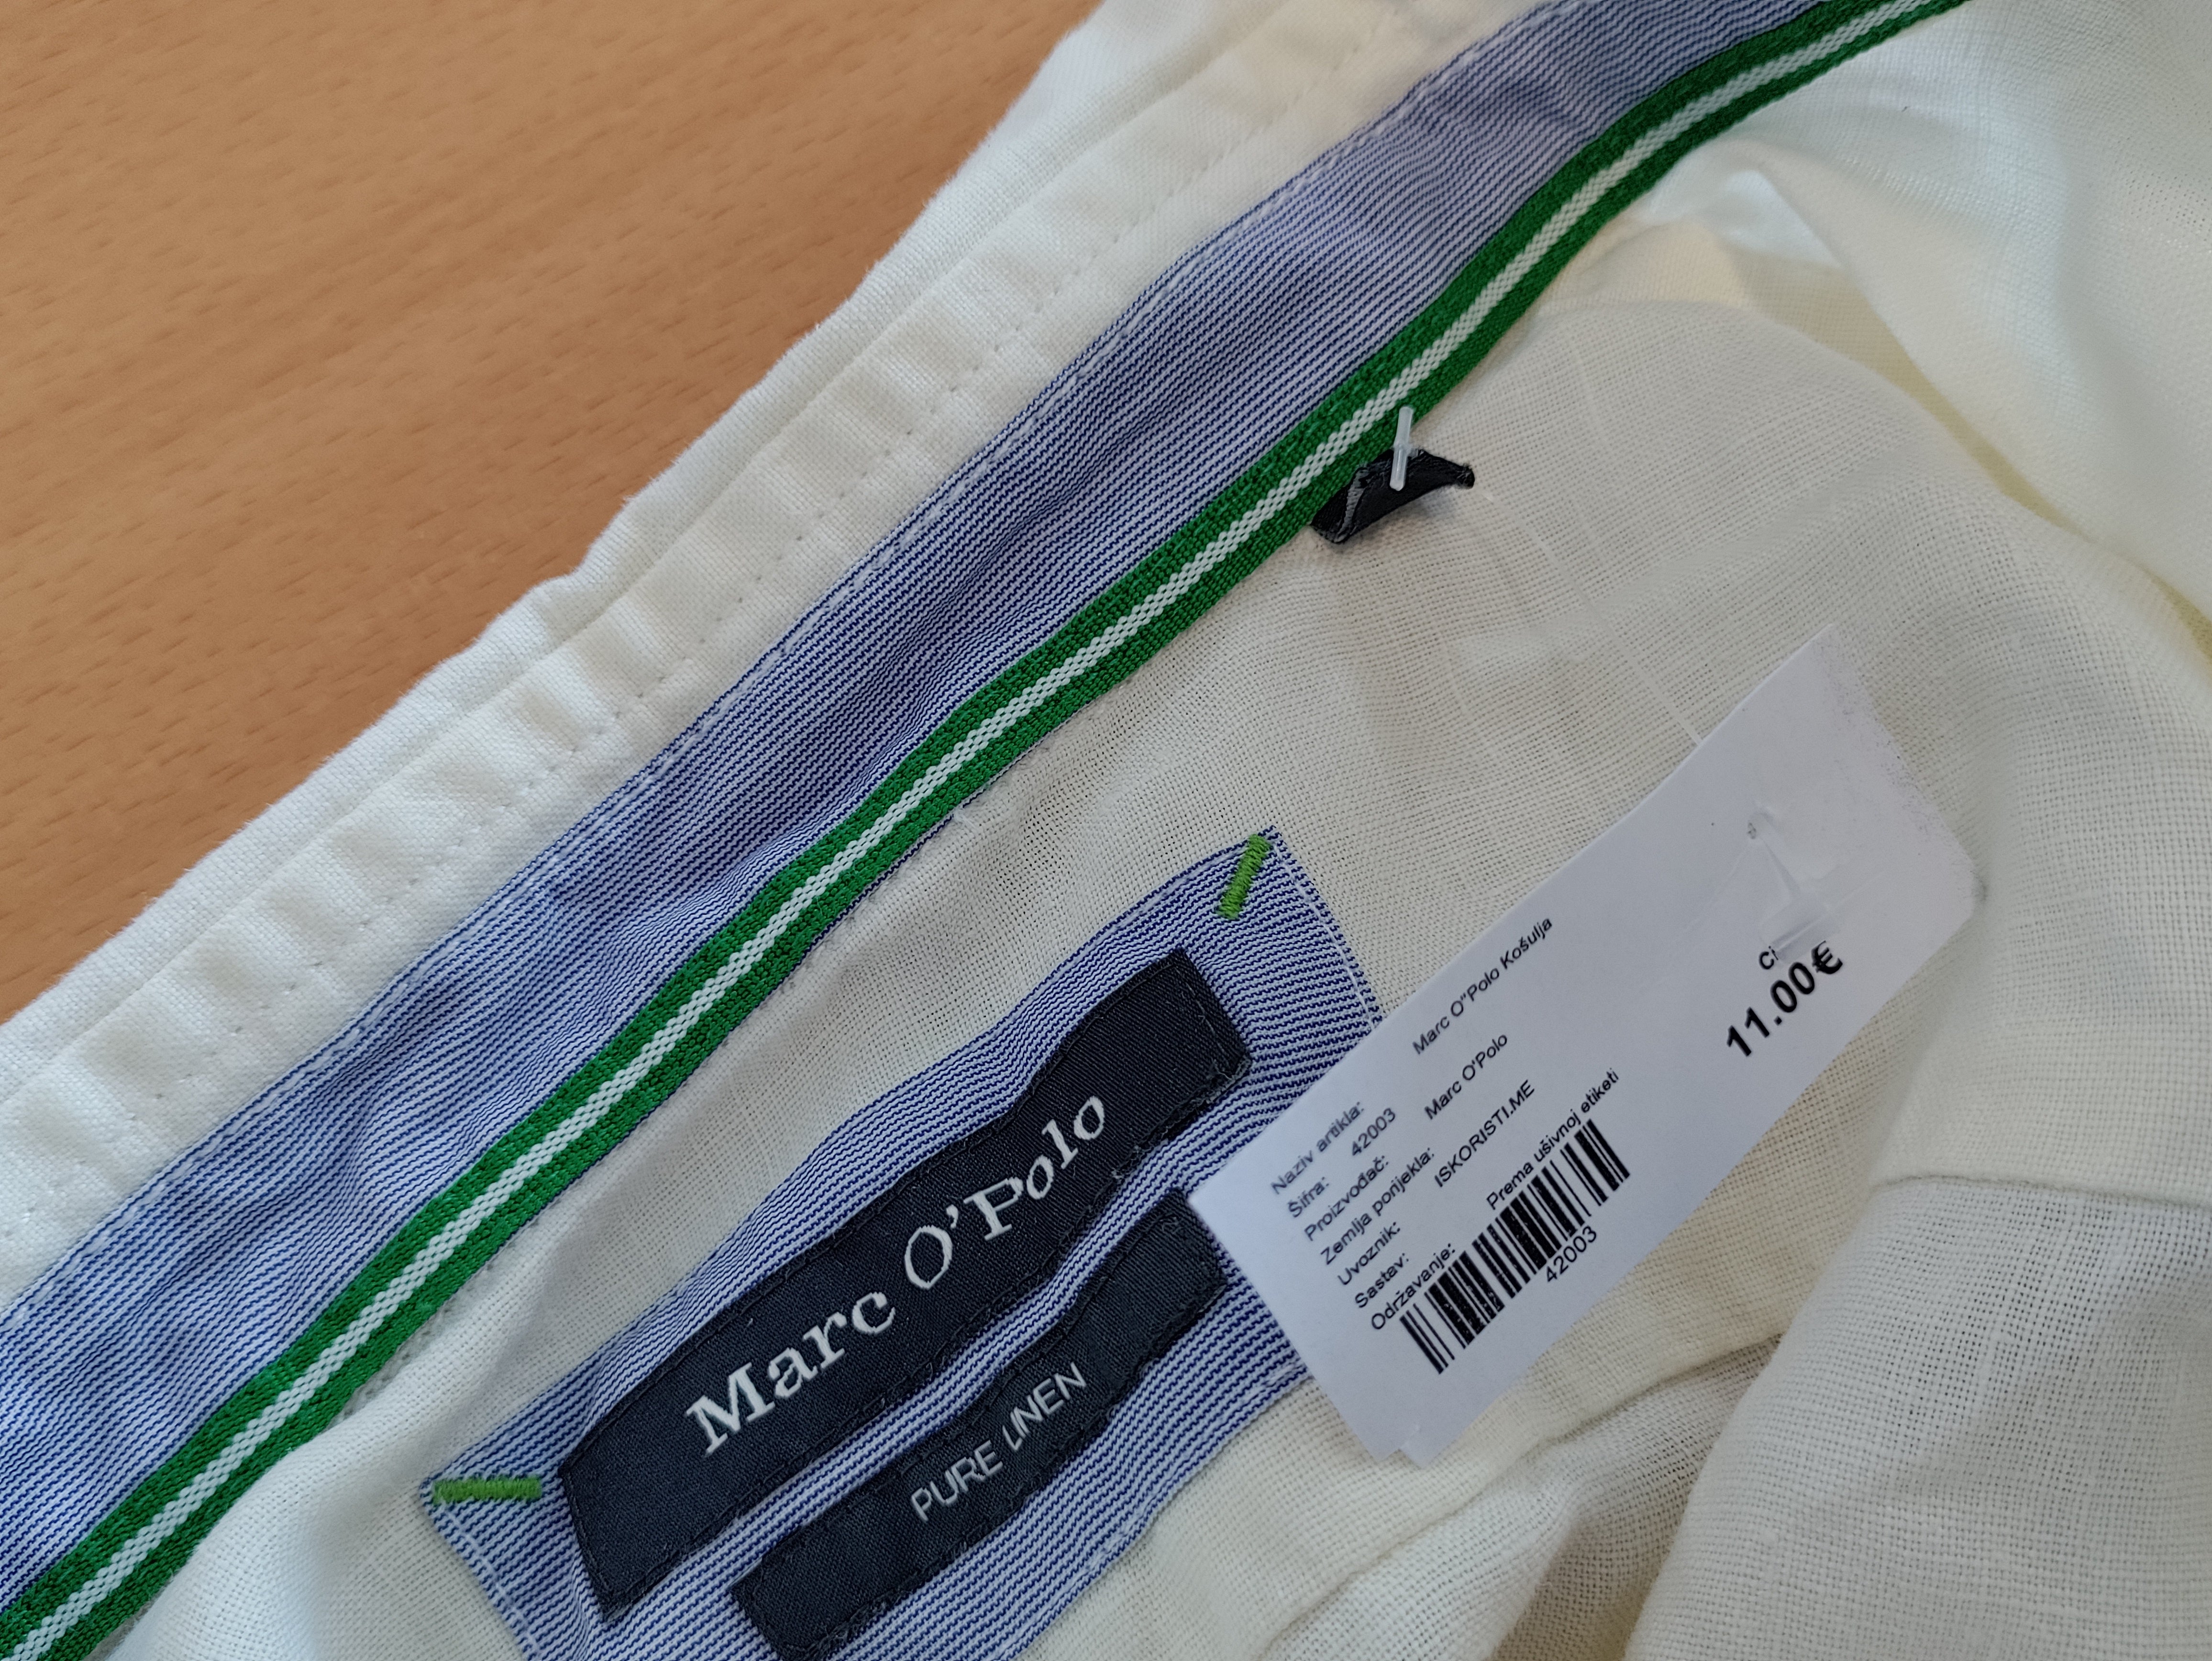 Marc O'Polo
PURE LINEN
Naziv artikla: Marc O"Polo Košulja
Šifra: 42003
Proizvođač: Marc O'Polo
Zemlja porijekla:
Uvoznik: ISKORISTI.ME
Sastav:
Održavanje: Prema ušivnoj etiketi
42003
11.00€